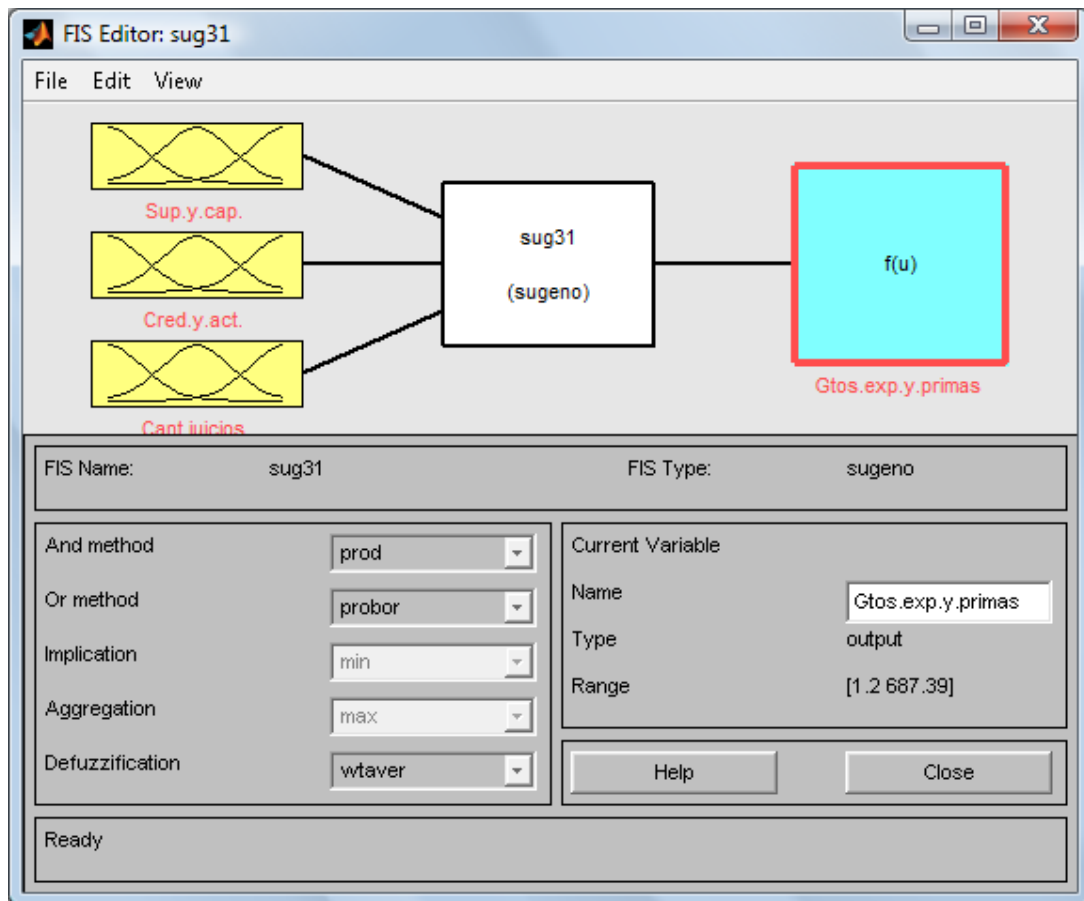 FIS Editor: sug31
File Edit View
Sup.y.cap.
Cred.y.act.
Cant.juicios.
sug31
(sugeno)
f(u)
Gtos.exp.y.primas
FIS Name: sug31 FIS Type: sugeno
And method prod
Or method probor
Implication min
Aggregation max
Defuzzification wtaver
Current Variable
Name Gtos.exp.y.primas
Type output
Range [1.2 687.39]
Help Close
Ready